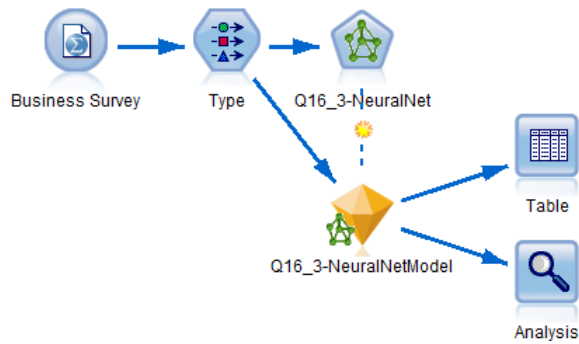 Business Survey
Type
Q16_3-NeuralNet
Table
Q16_3-NeuralNetModel
Analysis